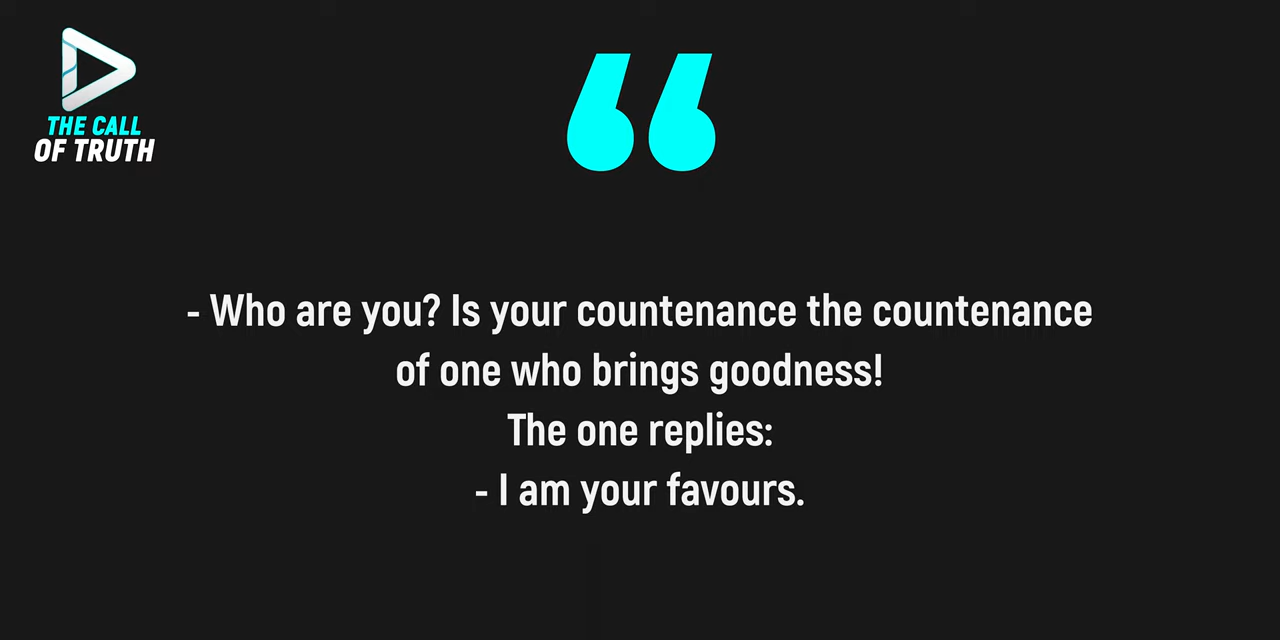 THE CALL
OF TRUTH
“
- Who are you? Is your countenance the countenance
of one who brings goodness!
The one replies:
- I am your favours.